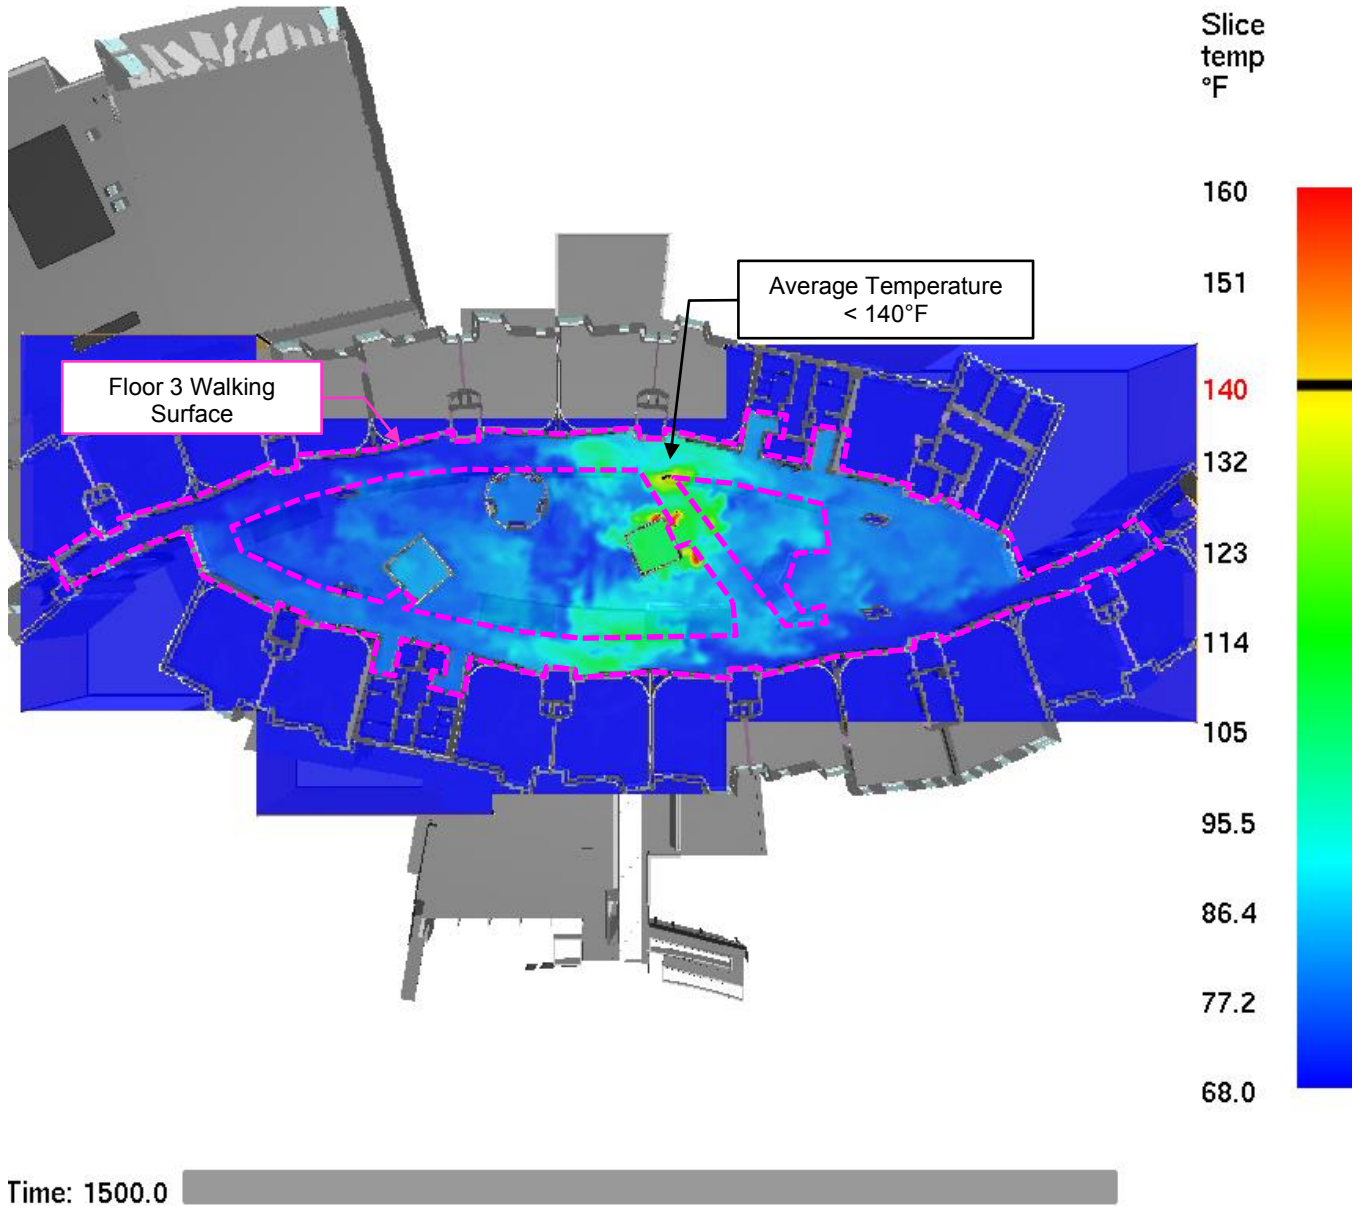 Slice
temp
°F
160
151
140
132
123
114
105
95.5
86.4
77.2
68.0
Average Temperature
< 140°F
Floor 3 Walking
Surface
Time: 1500.0